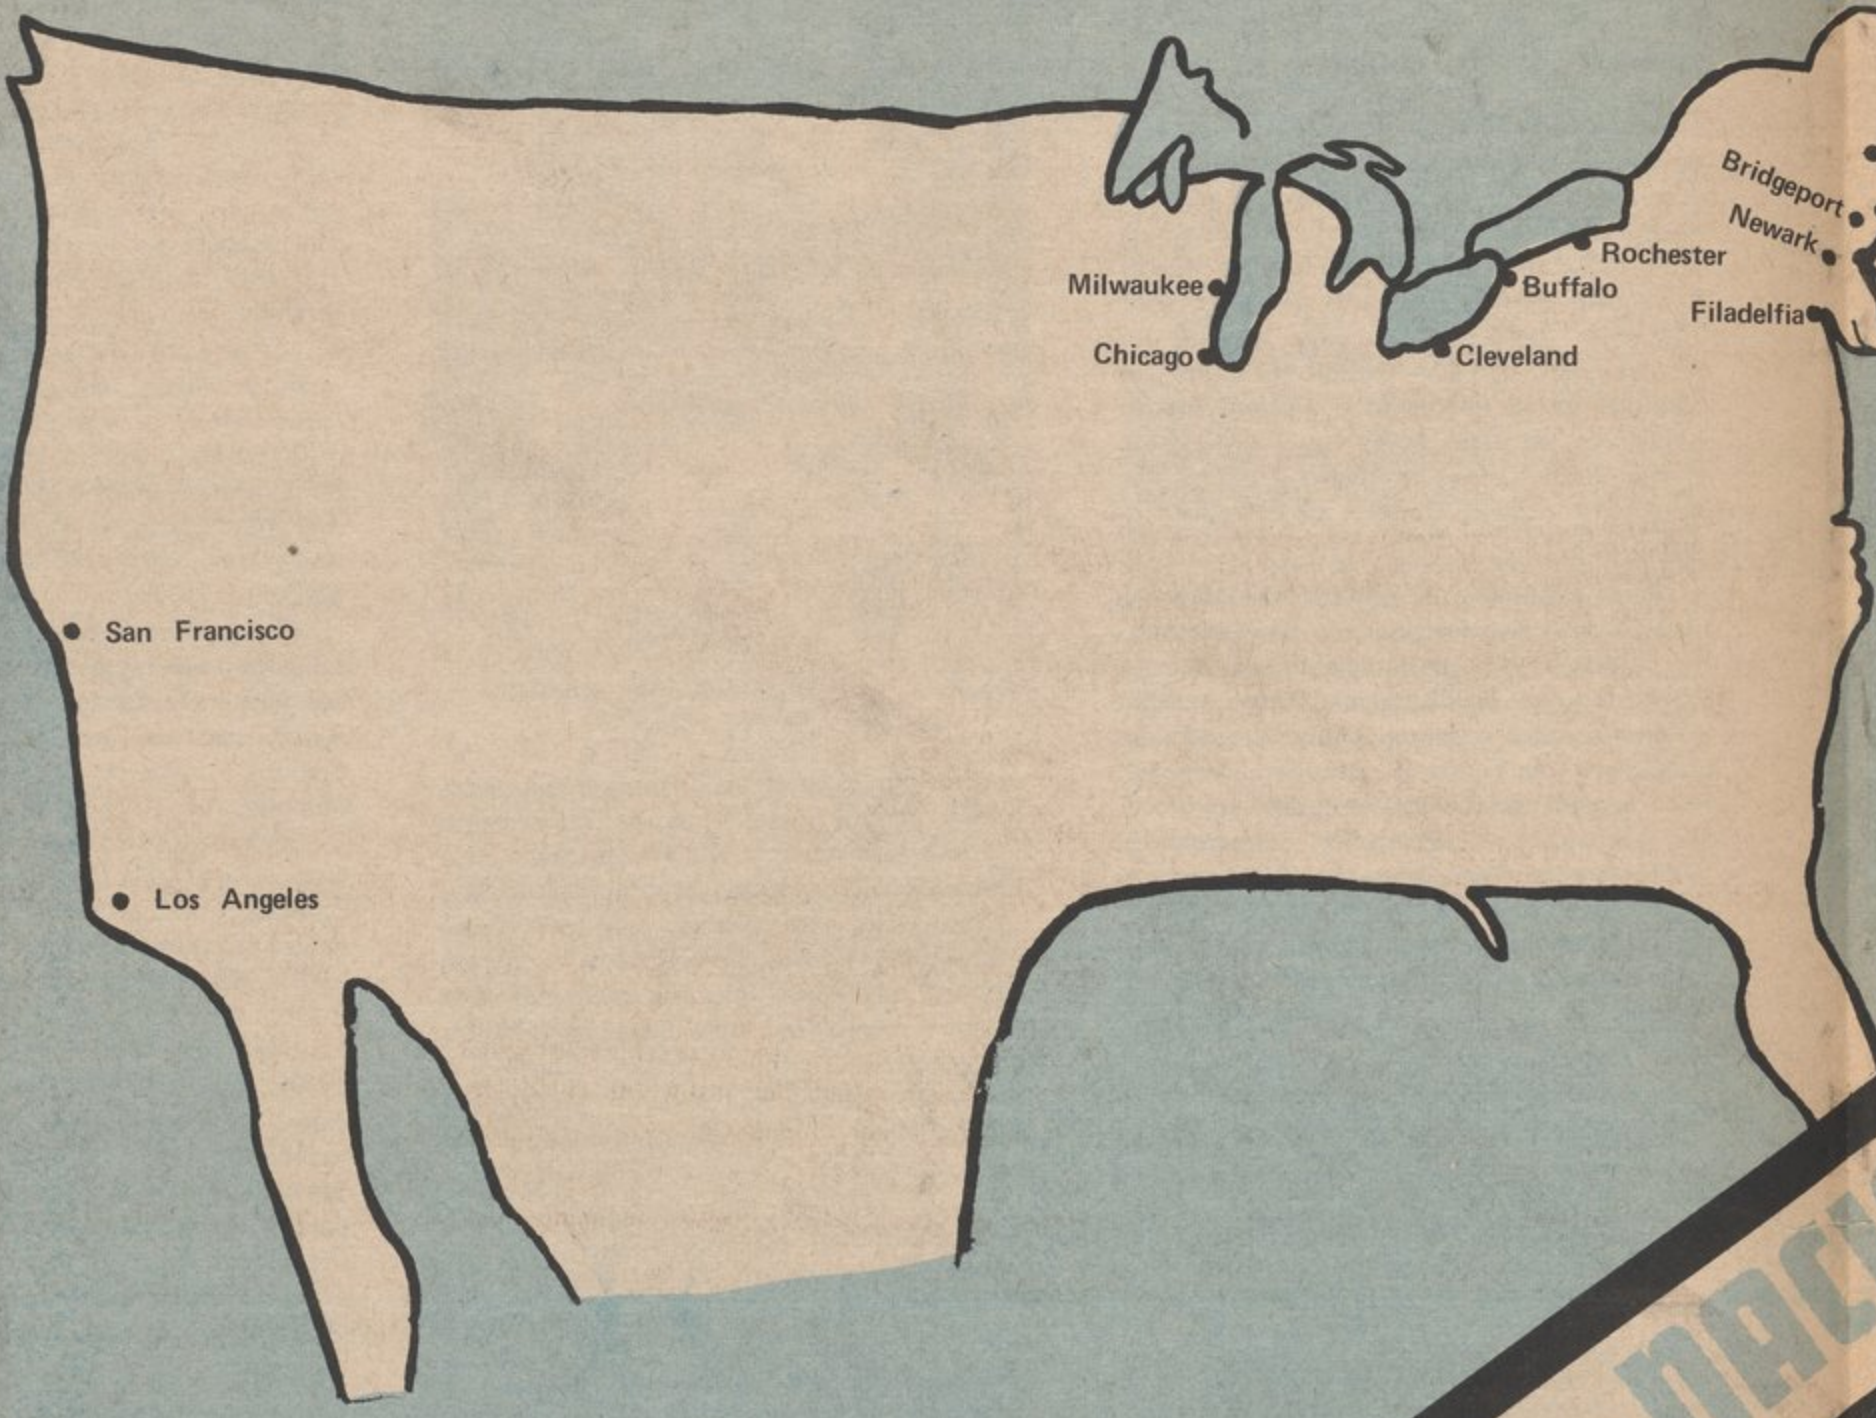 Bridgeport
Newark
Rochester
Milwaukee
Buffalo
Filadelfia
Chicago
Cleveland
San Francisco
Los Angeles